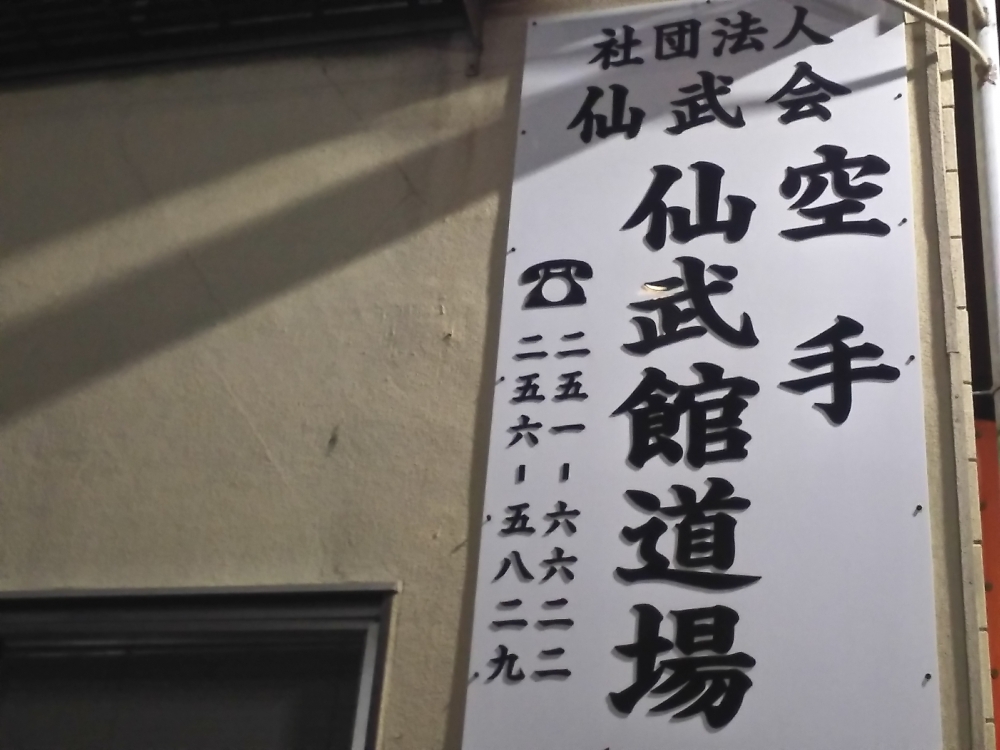 社団法人
仙武会
空手
仙武館道場
☎
二五一-六六二二
二五六-五八二九